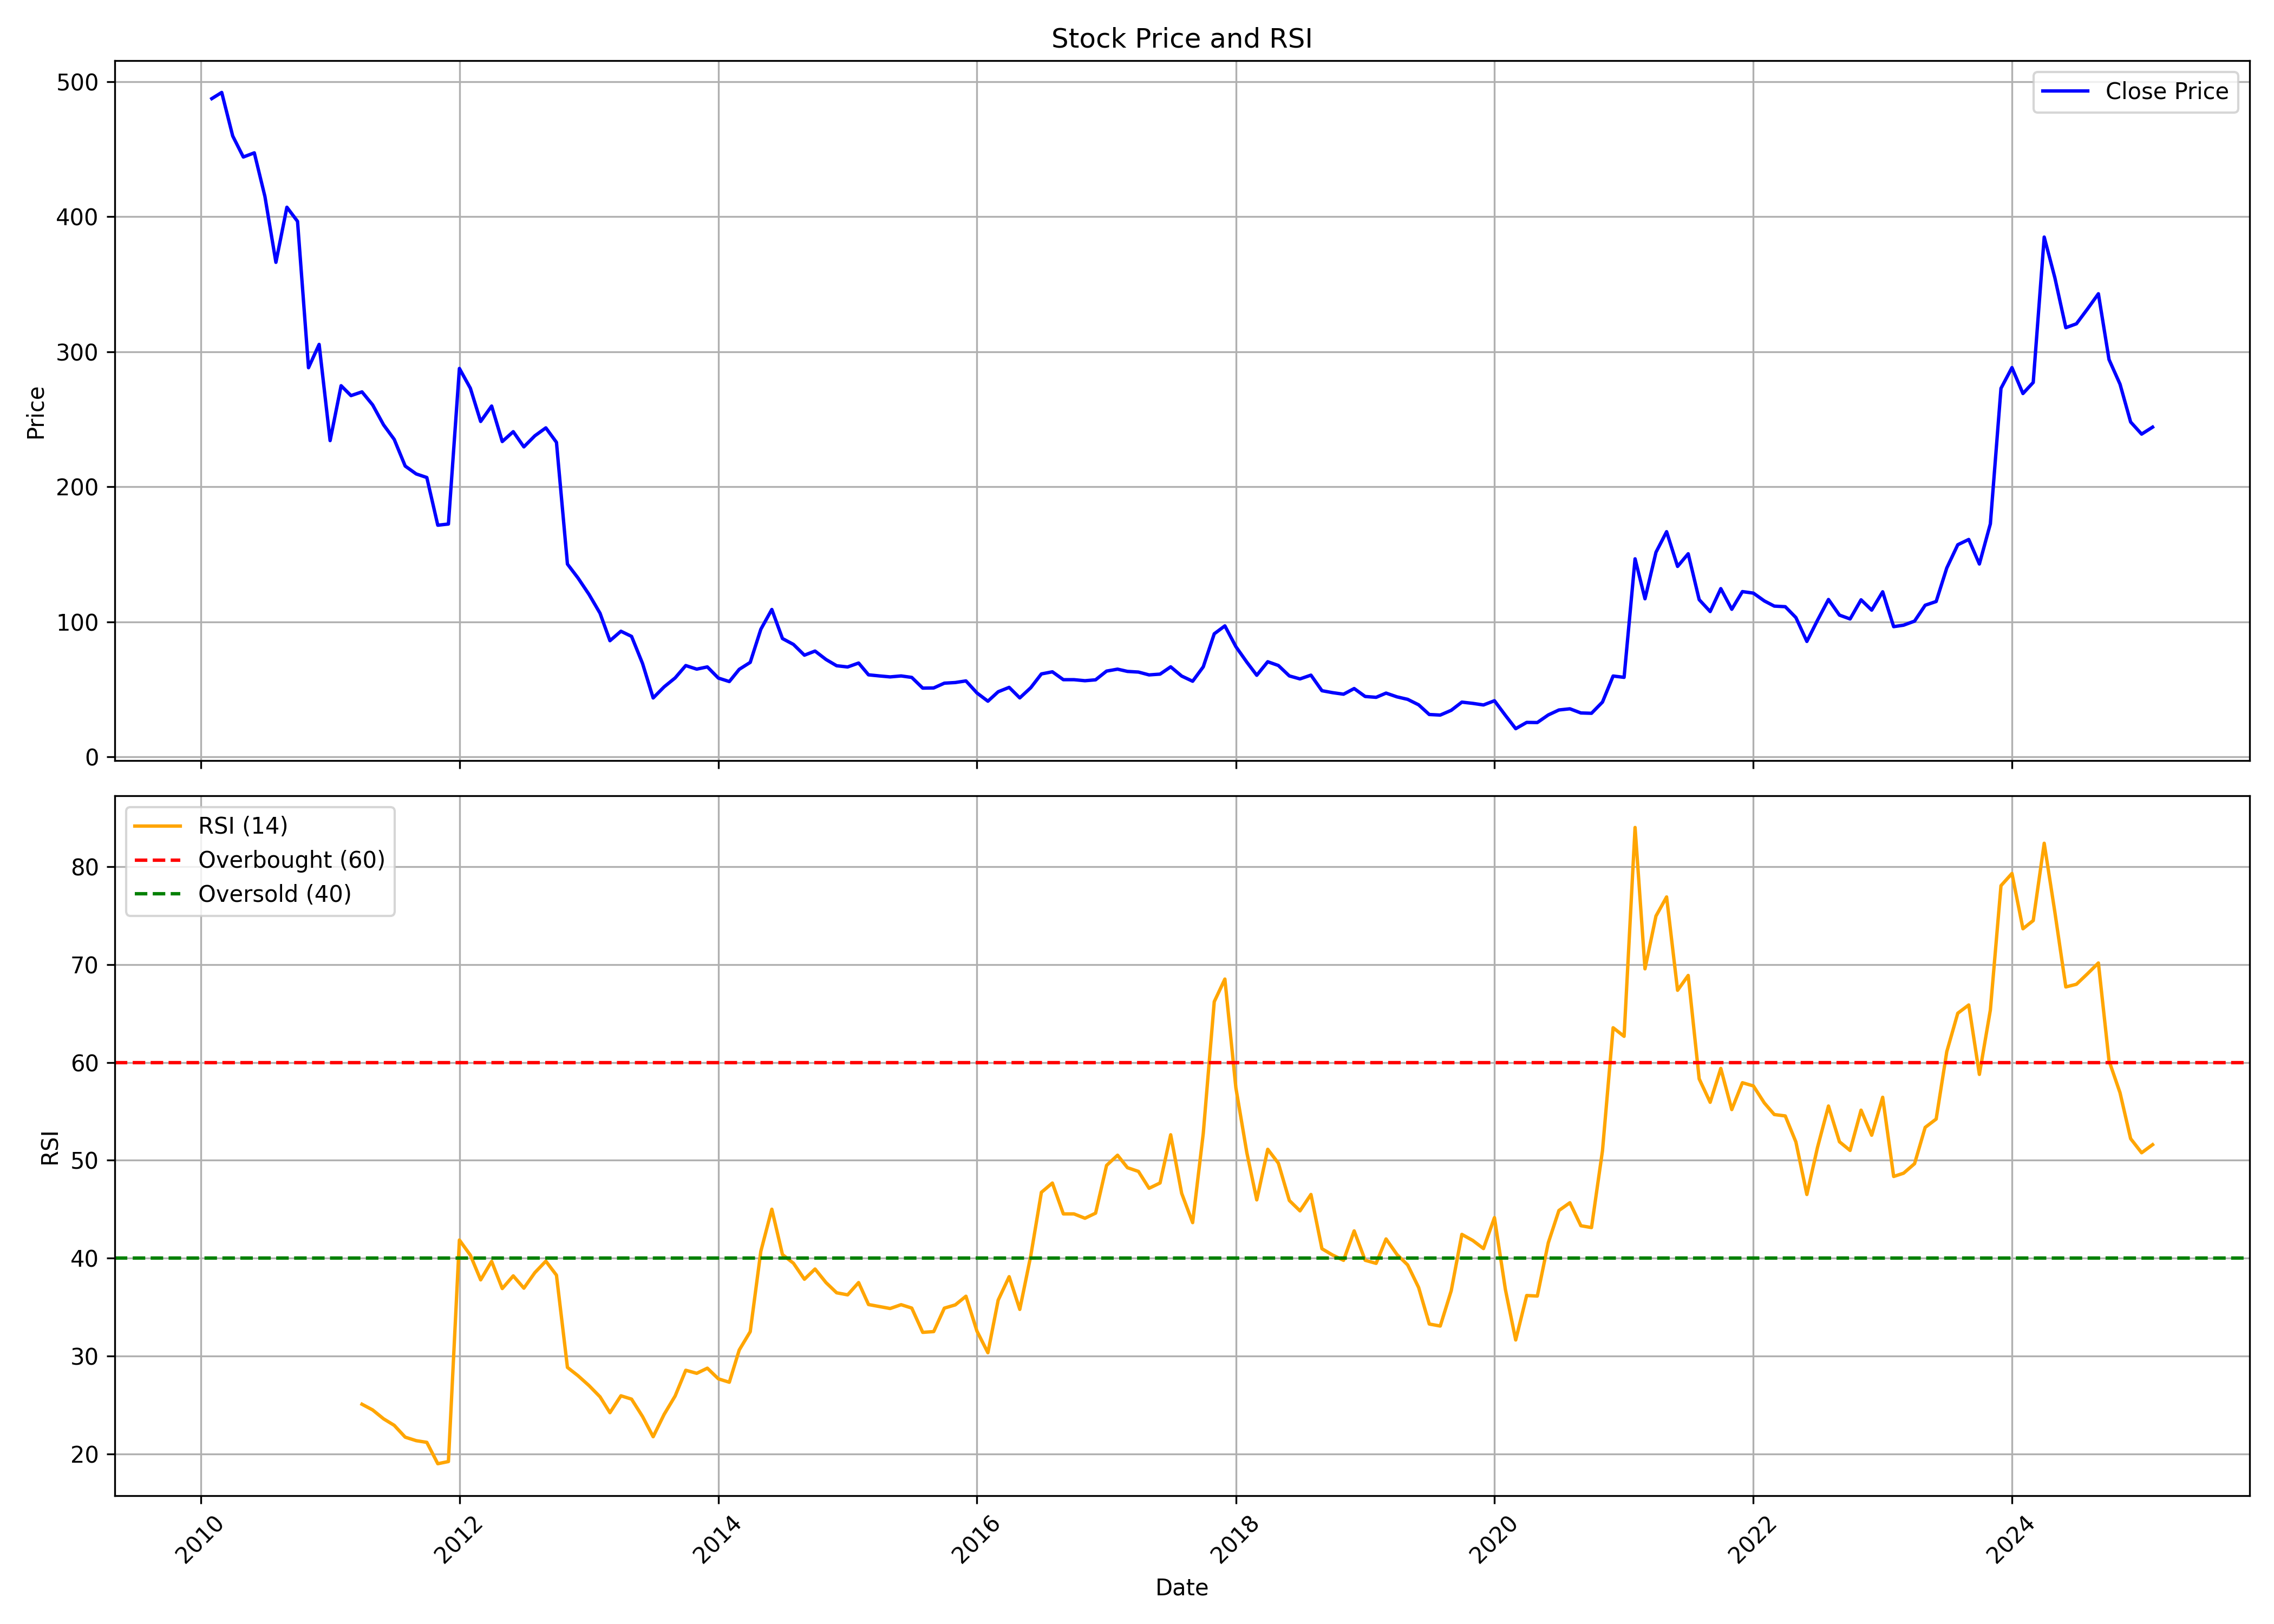 Stock Price and RSI
500
400
300
200
100
0
Price
Close Price
RSI (14)
Overbought (60)
Oversold (40)
80
70
60
50
40
30
20
RSI
2010
2012
2014
2016
2018
2020
2022
2024
Date